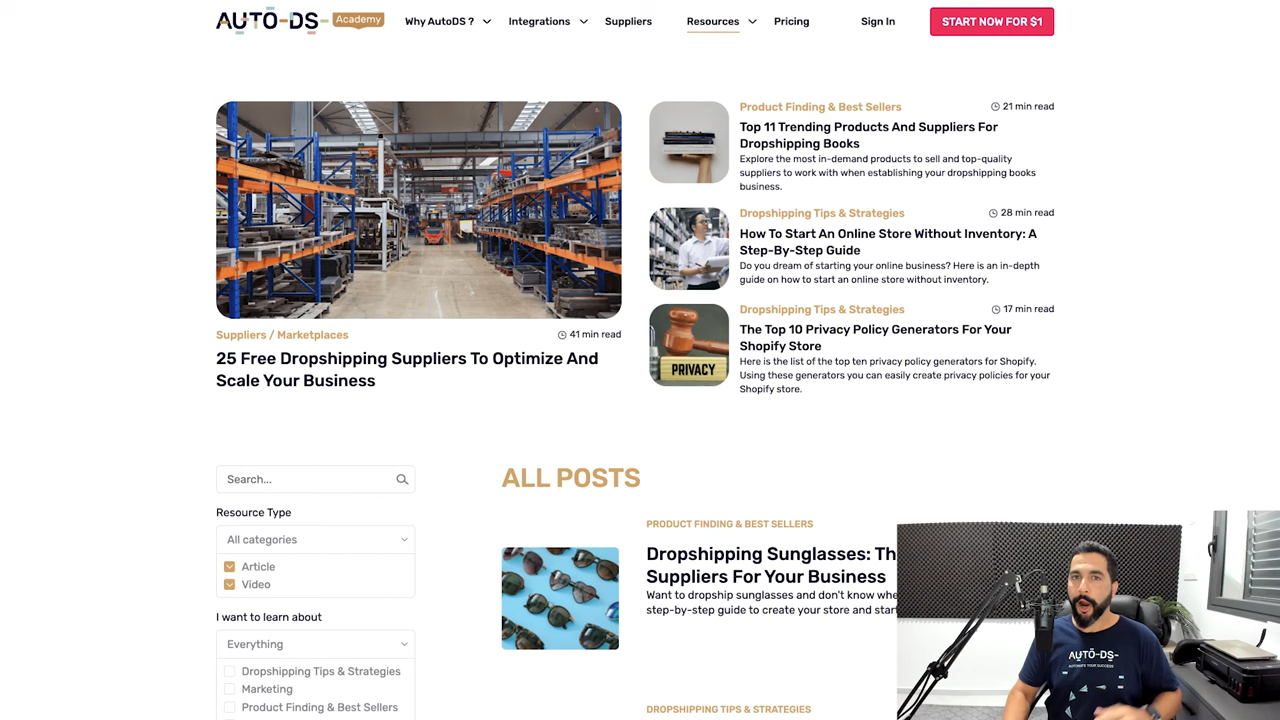 AUTO-DS- Academy
Why AutoDS ? Integrations Suppliers Resources Pricing Sign In START NOW FOR $1
Suppliers / Marketplaces 41 min read
25 Free Dropshipping Suppliers To Optimize And
Scale Your Business
Product Finding & Best Sellers 21 min read
Top 11 Trending Products And Suppliers For
Dropshipping Books
Explore the most in-demand products to sell and top-quality
suppliers to work with when establishing your dropshipping books
business.
Dropshipping Tips & Strategies 28 min read
How To Start An Online Store Without Inventory: A
Step-By-Step Guide
Do you dream of starting your online business? Here is an in-depth
guide on how to start an online store without inventory.
PRIVACY
Dropshipping Tips & Strategies 17 min read
The Top 10 Privacy Policy Generators For Your
Shopify Store
Here is the list of the top ten privacy policy generators for Shopify.
Using these generators you can easily create privacy policies for your
Shopify store.
Search...
Resource Type
All categories
Article
Video
I want to learn about
Everything
Dropshipping Tips & Strategies
Marketing
Product Finding & Best Sellers
ALL POSTS
PRODUCT FINDING & BEST SELLERS
Dropshipping Sunglasses: Th
Suppliers For Your Business
Want to dropship sunglasses and don't know whe
step-by-step guide to create your store and star
DROPSHIPPING TIPS & STRATEGIES
AUTO-DS-
AUTOMATE YOUR SUCCESS